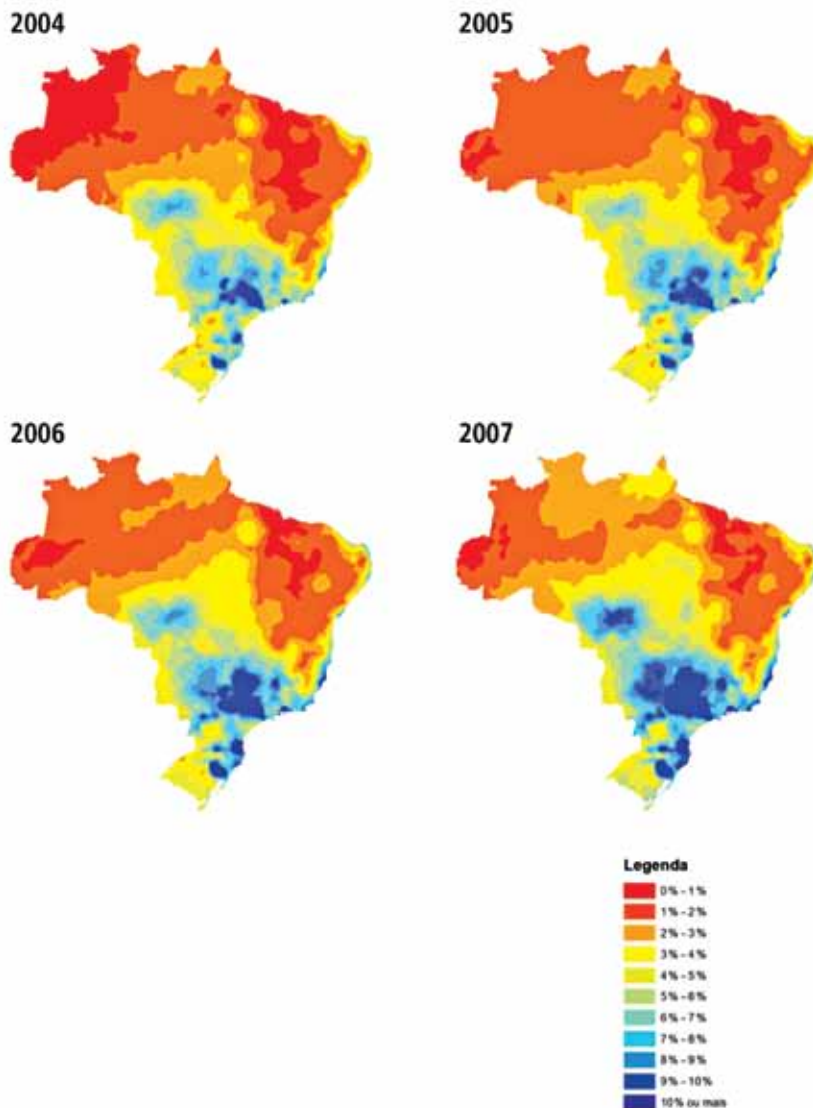 2004
2005
2006
2007
Legenda
0% - 1%
1% - 2%
2% - 3%
3% - 4%
4% - 5%
5% - 6%
6% - 7%
7% - 8%
8% - 9%
9% - 10%
10% ou mais